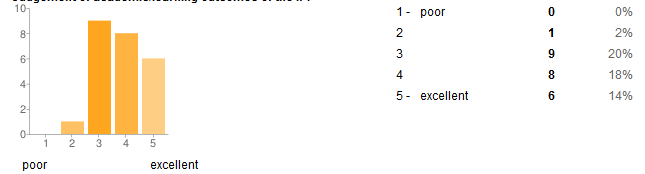 10
8
6
4
2
0
1 2 3 4 5
poor excellent
1 - poor 0 0%
2 1 2%
3 9 20%
4 8 18%
5 - excellent 6 14%